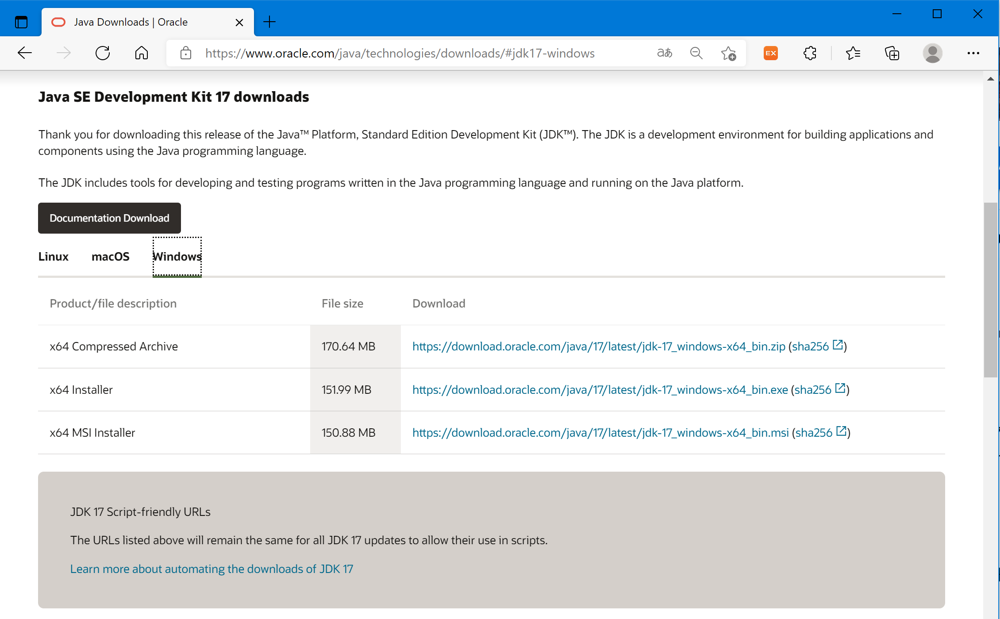 Java Downloads | Oracle
https://www.oracle.com/java/technologies/downloads/#jdk17-windows
aあ
EX
Java SE Development Kit 17 downloads
Thank you for downloading this release of the Java™ Platform, Standard Edition Development Kit (JDK™). The JDK is a development environment for building applications and
components using the Java programming language.
The JDK includes tools for developing and testing programs written in the Java programming language and running on the Java platform.
Documentation Download
Linux macOS Windows
Product/file description File size Download
x64 Compressed Archive 170.64 MB https://download.oracle.com/java/17/latest/jdk-17_windows-x64_bin.zip (sha256)
x64 Installer 151.99 MB https://download.oracle.com/java/17/latest/jdk-17_windows-x64_bin.exe (sha256)
x64 MSI Installer 150.88 MB https://download.oracle.com/java/17/latest/jdk-17_windows-x64_bin.msi (sha256)
JDK 17 Script-friendly URLs
The URLs listed above will remain the same for all JDK 17 updates to allow their use in scripts.
Learn more about automating the downloads of JDK 17